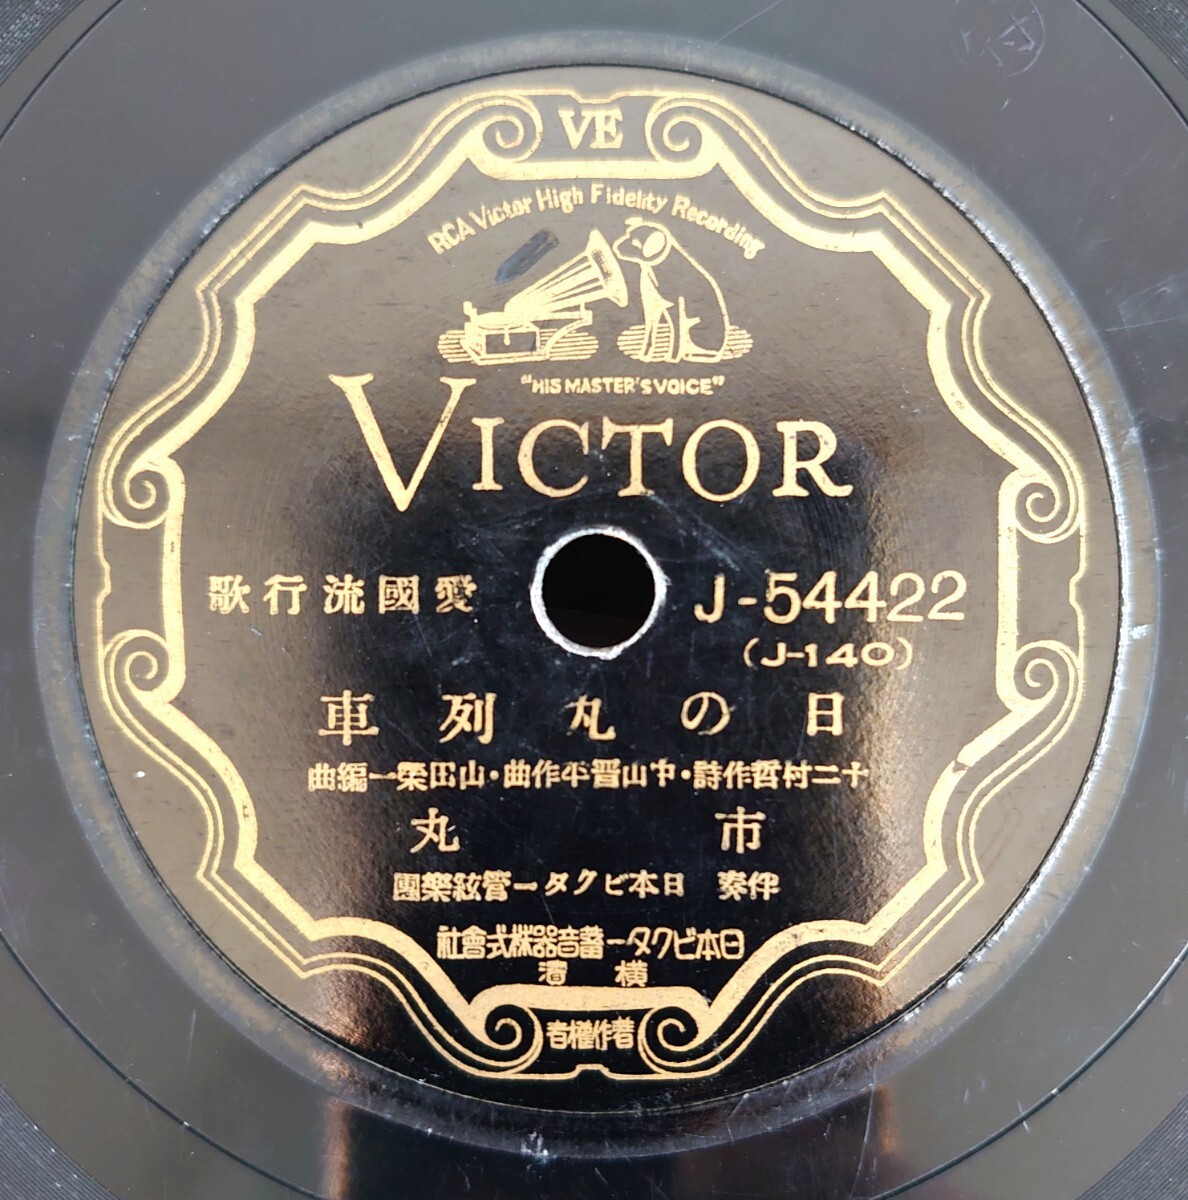 VE
RCA Victor High Fidelity Recording
"HIS MASTER'S VOICE"
VICTOR
愛國流行歌
J-54422
(J-140)
日の丸列車
十二村哲作詩・中山晋平作曲・山田栄一編曲
市丸
伴奏 日本ビクター管絃樂團
日本ビクター蓄音器株式會社
横濱
著作權者